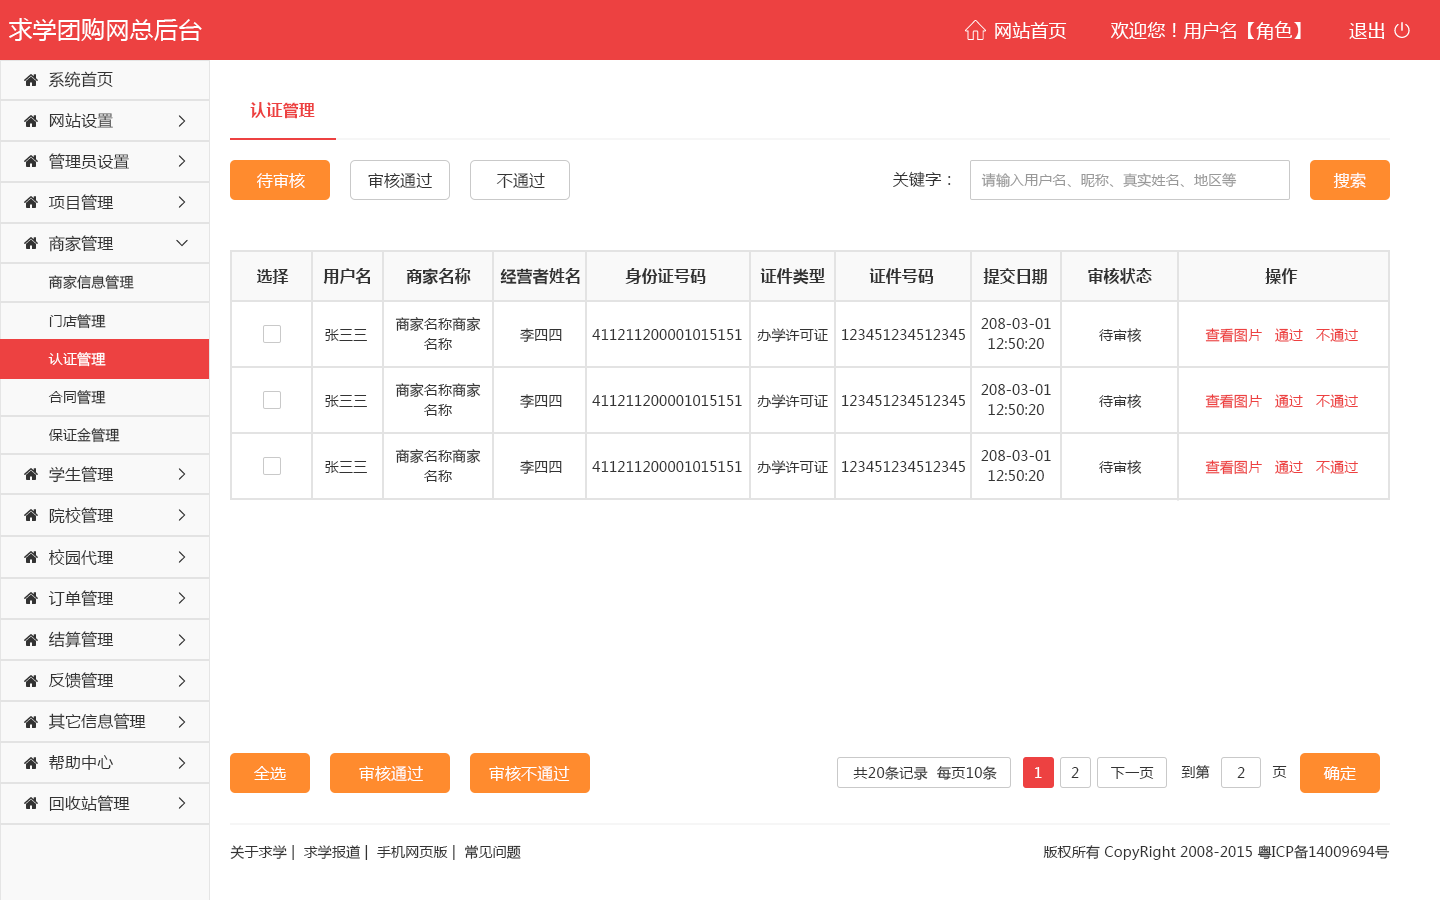 求学团购网总后台
网站首页 欢迎您！用户名【角色】 退出
系统首页
网站设置
管理员设置
项目管理
商家管理
商家信息管理
门店管理
认证管理
合同管理
保证金管理
学生管理
院校管理
校园代理
订单管理
结算管理
反馈管理
其它信息管理
帮助中心
回收站管理
认证管理
待审核 审核通过 不通过 关键字： 请输入用户名、昵称、真实姓名、地区等 搜索
选择 用户名 商家名称 经营者姓名 身份证号码 证件类型 证件号码 提交日期 审核状态 操作
张三三 商家名称商家名称 李四四 411211200001015151 办学许可证 123451234512345 208-03-01 12:50:20 待审核 查看图片 通过 不通过
张三三 商家名称商家名称 李四四 411211200001015151 办学许可证 123451234512345 208-03-01 12:50:20 待审核 查看图片 通过 不通过
张三三 商家名称商家名称 李四四 411211200001015151 办学许可证 123451234512345 208-03-01 12:50:20 待审核 查看图片 通过 不通过
全选 审核通过 审核不通过 共20条记录 每页10条 1 2 下一页 到第 2 页 确定
关于求学 | 求学报道 | 手机网页版 | 常见问题 版权所有 CopyRight 2008-2015 粤ICP备14009694号